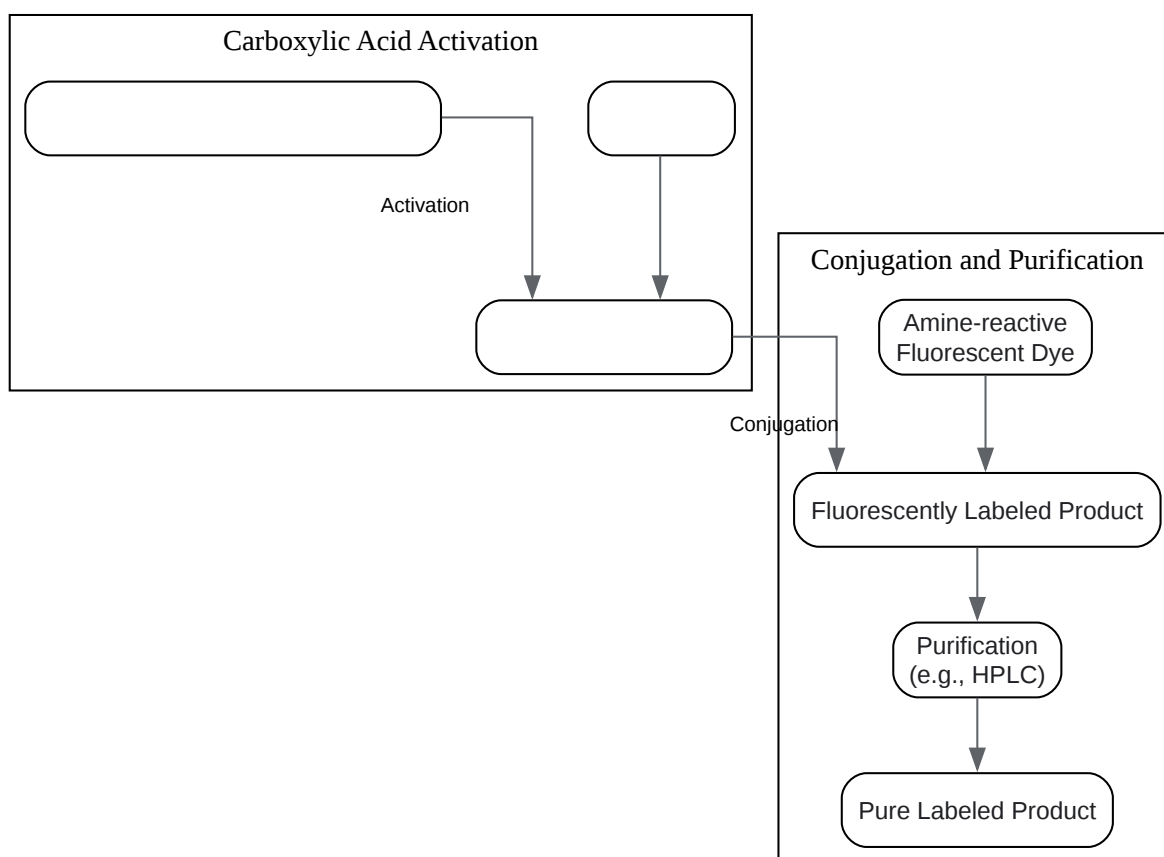 Carboxylic Acid Activation
Activation
Conjugation and Purification
Amine-reactive
Fluorescent Dye
Conjugation
Fluorescently Labeled Product
Purification
(e.g., HPLC)
Pure Labeled Product